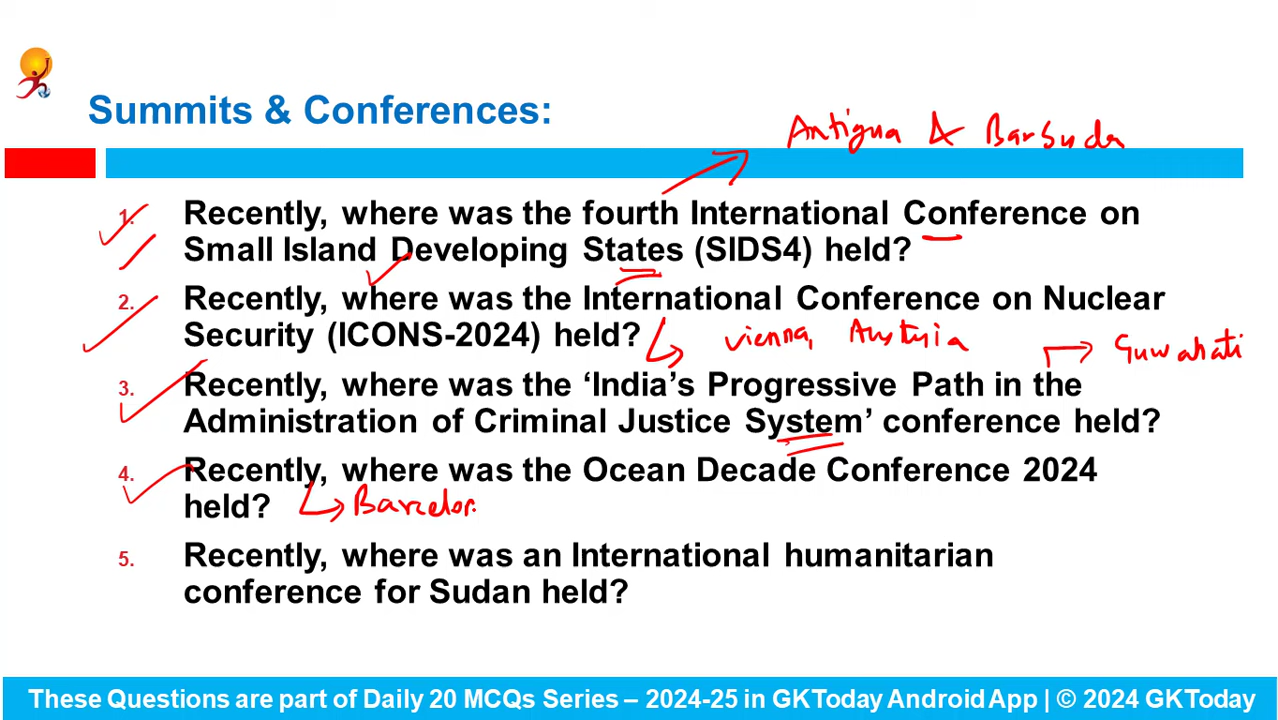 Summits & Conferences:
Antigua & Barbuda
1. Recently, where was the fourth International Conference on
Small Island Developing States (SIDS4) held?
2. Recently, where was the International Conference on Nuclear
Security (ICONS-2024) held?
Vienna, Austria
Guwahati
3. Recently, where was the ‘India’s Progressive Path in the
Administration of Criminal Justice System’ conference held?
4. Recently, where was the Ocean Decade Conference 2024
held?
Barcelon
5. Recently, where was an International humanitarian
conference for Sudan held?
These Questions are part of Daily 20 MCQs Series – 2024-25 in GKToday Android App | © 2024 GKToday